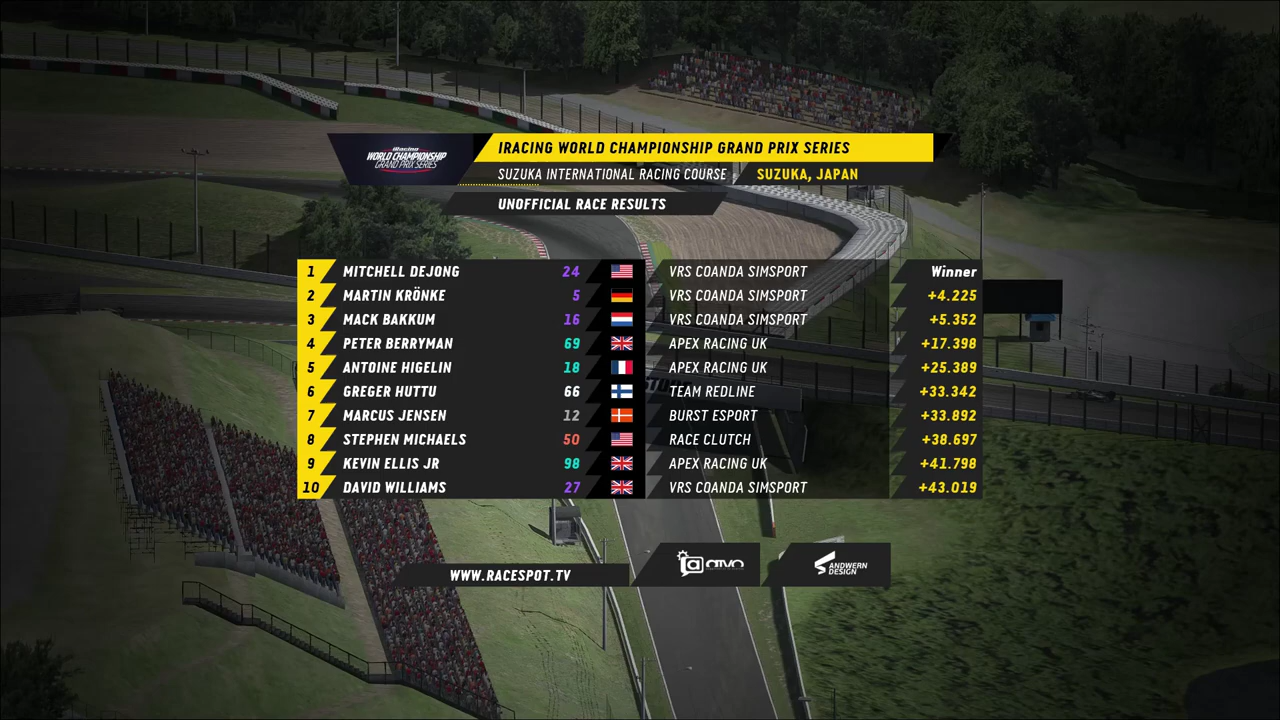 iRacing
WORLD CHAMPIONSHIP
GRAND PRIX SERIES
IRACING WORLD CHAMPIONSHIP GRAND PRIX SERIES
SUZUKA INTERNATIONAL RACING COURSE SUZUKA, JAPAN
UNOFFICIAL RACE RESULTS
1 MITCHELL DEJONG 24 VRS COANDA SIMSPORT Winner
2 MARTIN KRÖNKE 5 VRS COANDA SIMSPORT +4.225
3 MACK BAKKUM 16 VRS COANDA SIMSPORT +5.352
4 PETER BERRYMAN 69 APEX RACING UK +17.398
5 ANTOINE HIGELIN 18 APEX RACING UK +25.389
6 GREGER HUTTU 66 TEAM REDLINE +33.342
7 MARCUS JENSEN 12 BURST ESPORT +33.892
8 STEPHEN MICHAELS 50 RACE CLUTCH +38.697
9 KEVIN ELLIS JR 98 APEX RACING UK +41.798
10 DAVID WILLIAMS 27 VRS COANDA SIMSPORT +43.019
WWW.RACESPOT.TV
SANDWERN
DESIGN